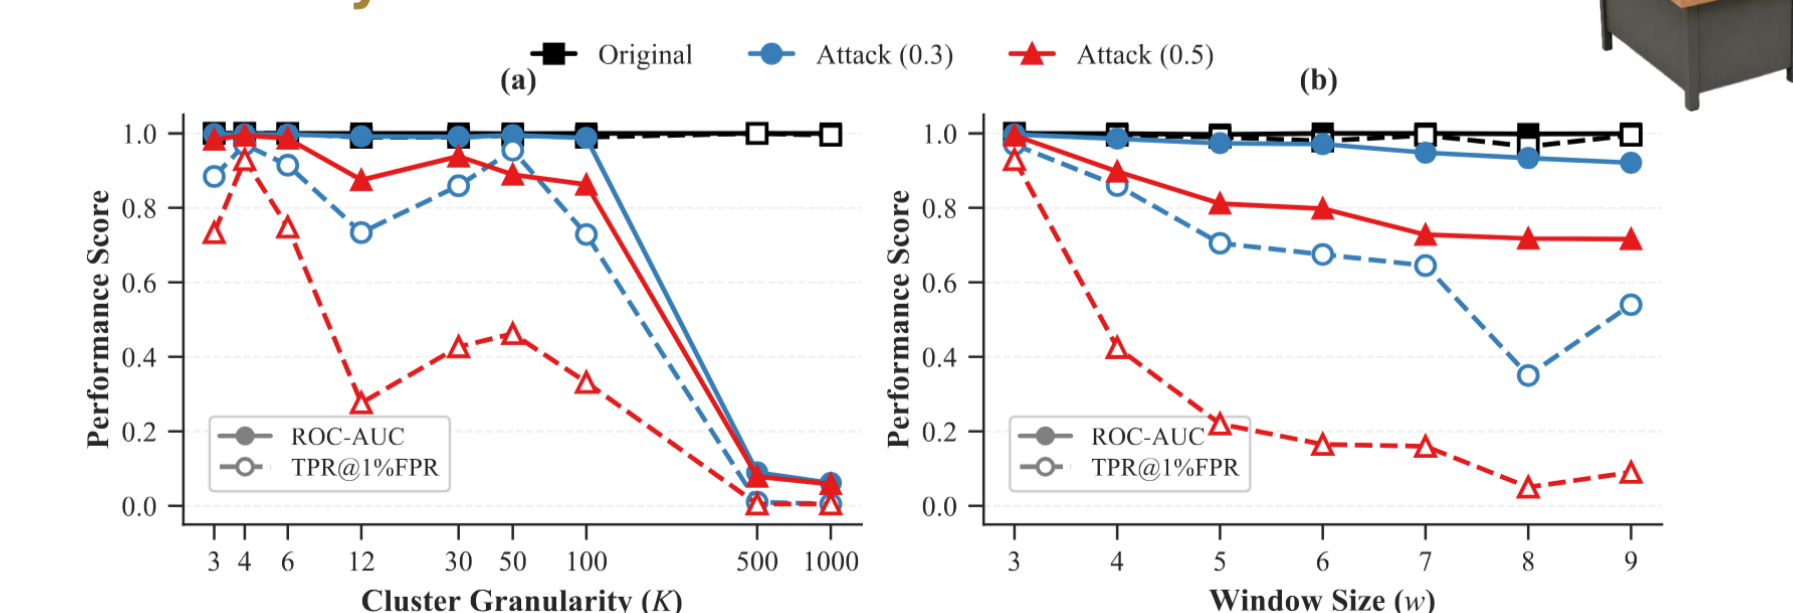 Original Attack (0.3) Attack (0.5)
(a)
1.0
0.8
0.6
0.4
0.2
0.0
Performance Score
ROC-AUC
TPR@1%FPR
3 4 6 12 30 50 100 500 1000
Cluster Granularity (K)
(b)
1.0
0.8
0.6
0.4
0.2
0.0
Performance Score
ROC-AUC
TPR@1%FPR
3 4 5 6 7 8 9
Window Size (w)